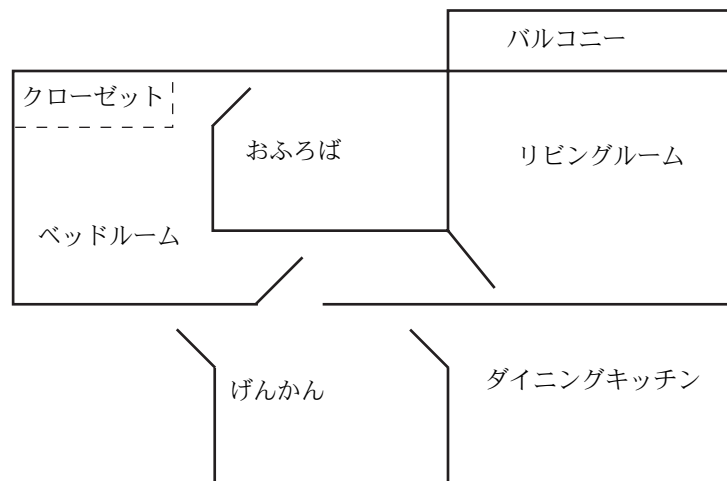 バルコニー
クローゼット
おふろば
リビングルーム
ベッドルーム
げんかん
ダイニングキッチン